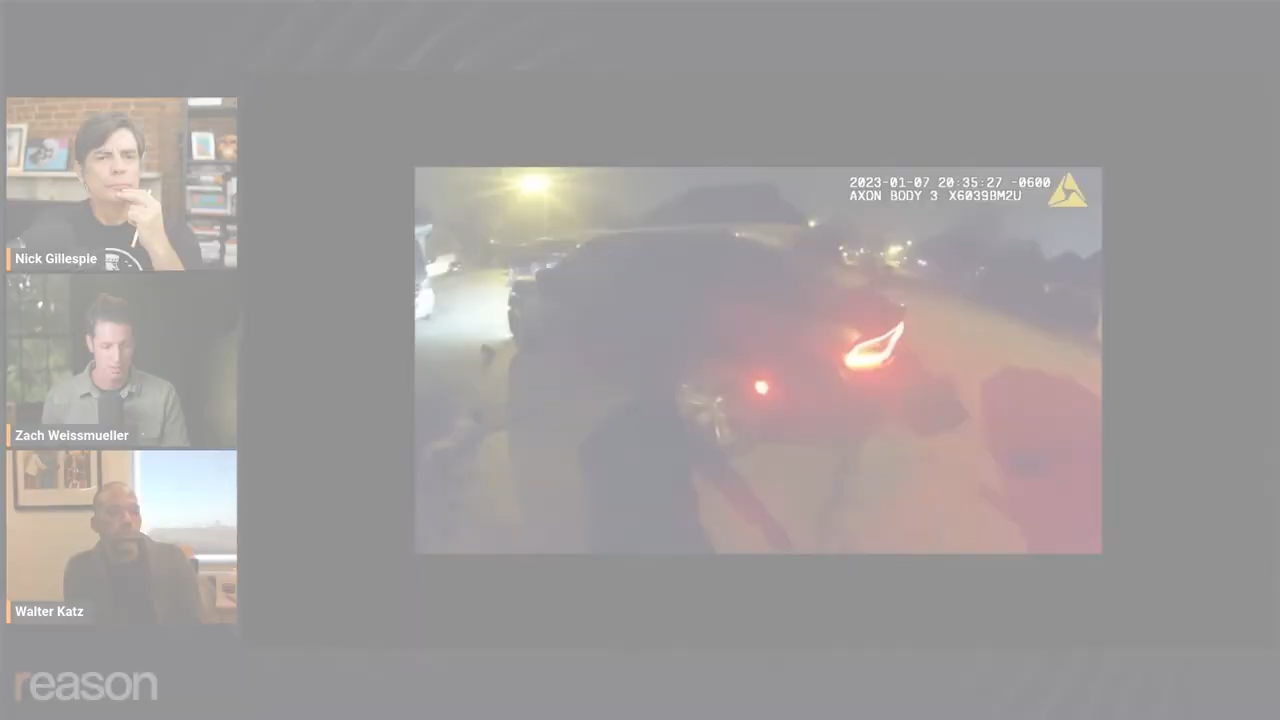 2023-01-07 20:35:27 -0600
AXON BODY 3 X6039BM2U
Nick Gillespie
Zach Weissmueller
Walter Katz
reason